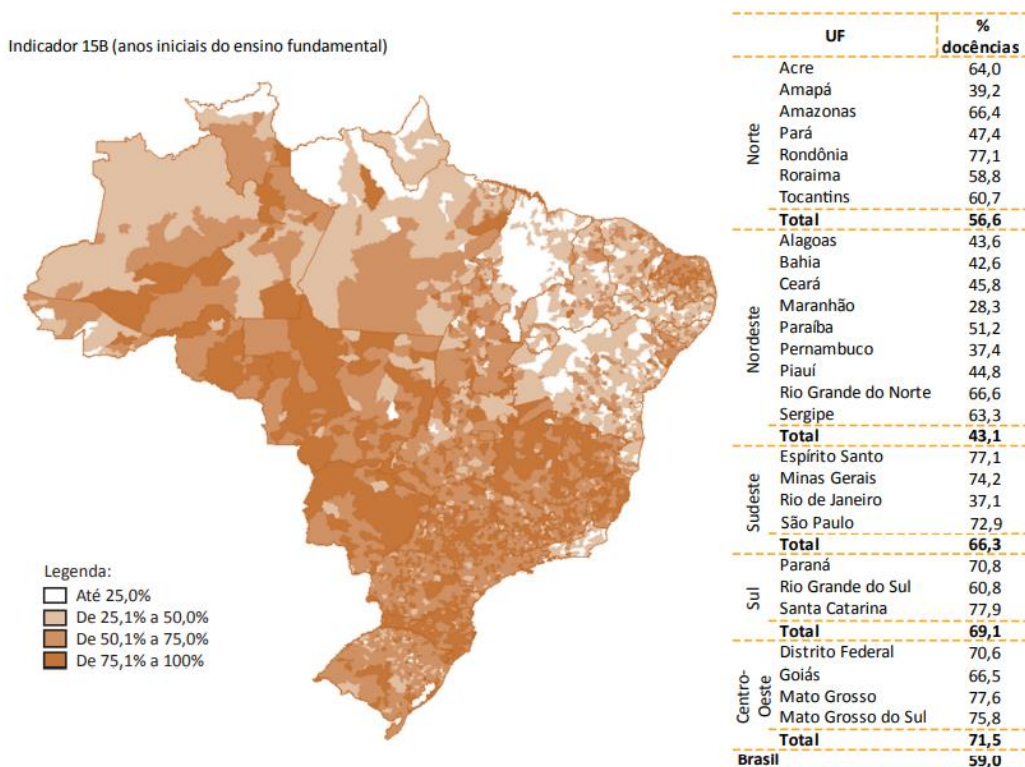 Indicador 15B (anos iniciais do ensino fundamental)
Legenda:
Até 25,0%
De 25,1% a 50,0%
De 50,1% a 75,0%
De 75,1% a 100%
UF % docências
Norte
Acre 64,0
Amapá 39,2
Amazonas 66,4
Pará 47,4
Rondônia 77,1
Roraima 58,8
Tocantins 60,7
Total 56,6
Nordeste
Alagoas 43,6
Bahia 42,6
Ceará 45,8
Maranhão 28,3
Paraíba 51,2
Pernambuco 37,4
Piauí 44,8
Rio Grande do Norte 66,6
Sergipe 63,3
Total 43,1
Sudeste
Espírito Santo 77,1
Minas Gerais 74,2
Rio de Janeiro 37,1
São Paulo 72,9
Total 66,3
Sul
Paraná 70,8
Rio Grande do Sul 60,8
Santa Catarina 77,9
Total 69,1
Centro-
Oeste
Distrito Federal 70,6
Goiás 66,5
Mato Grosso 77,6
Mato Grosso do Sul 75,8
Total 71,5
Brasil 59,0